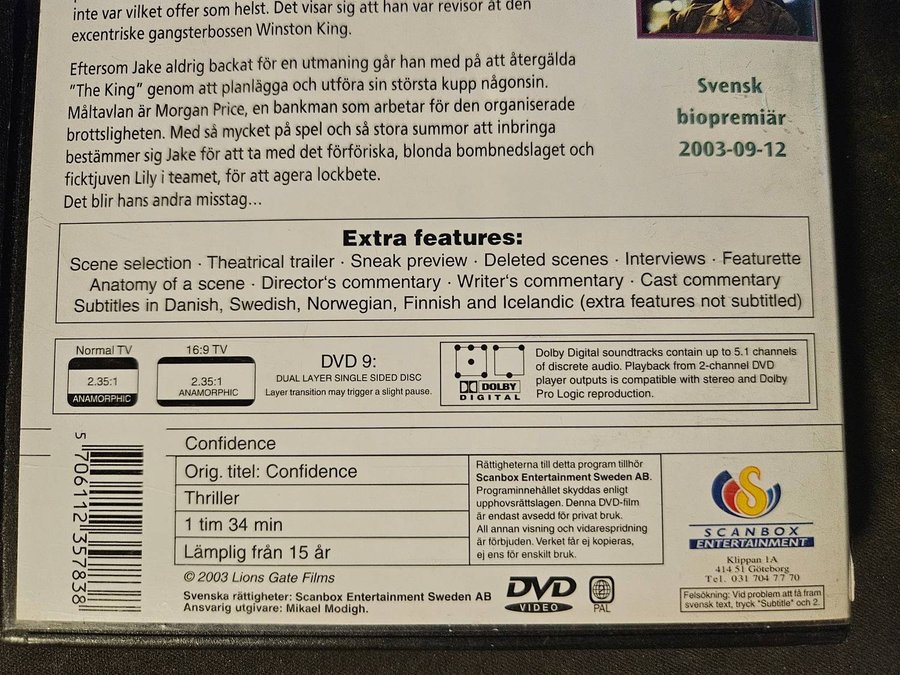 inte var vilket offer som helst. Det visar sig att han var revisor åt den
excentriske gangsterbossen Winston King.
Eftersom Jake aldrig backat för en utmaning går han med på att återgälda
"The King" genom att planlägga och utföra sin största kupp någonsin.
Måltavlan är Morgan Price, en bankman som arbetar för den organiserade
brottsligheten. Med så mycket på spel och så stora summor att inbringa
bestämmer sig Jake för att ta med det förföriska, blonda bombnedslaget och
ficktjuven Lily i teamet, för att agera lockbete.
Det blir hans andra misstag...
Svensk
biopremiär
2003-09-12
Extra features:
Scene selection · Theatrical trailer · Sneak preview · Deleted scenes · Interviews · Featurette
Anatomy of a scene · Director's commentary · Writer's commentary · Cast commentary
Subtitles in Danish, Swedish, Norwegian, Finnish and Icelandic (extra features not subtitled)
Normal TV
2.35:1
ANAMORPHIC
16:9 TV
2.35:1
ANAMORPHIC
DVD 9:
DUAL LAYER SINGLE SIDED DISC
Layer transition may trigger a slight pause.
DOLBY
DIGITAL
Dolby Digital soundtracks contain up to 5.1 channels
of discrete audio. Playback from 2-channel DVD
player outputs is compatible with stereo and Dolby
Pro Logic reproduction.
5 706112 357838
Confidence
Orig. titel: Confidence
Thriller
1 tim 34 min
Lämplig från 15 år
Rättigheterna till detta program tillhör
Scanbox Entertainment Sweden AB.
Programinnehållet skyddas enligt
upphovsrättslagen. Denna DVD-film
är endast avsedd för privat bruk.
All annan visning och vidarespridning
är förbjuden. Verket får ej kopieras,
ej ens för enskilt bruk.
SCANBOX
ENTERTAINMENT
Klippan 1A
414 51 Göteborg
Tel. 031 704 77 70
© 2003 Lions Gate Films
Svenska rättigheter: Scanbox Entertainment Sweden AB
Ansvarig utgivare: Mikael Modigh.
DVD
VIDEO
PAL
Felsökning: Vid problem att få fram
svensk text, tryck "Subtitle" och 2.